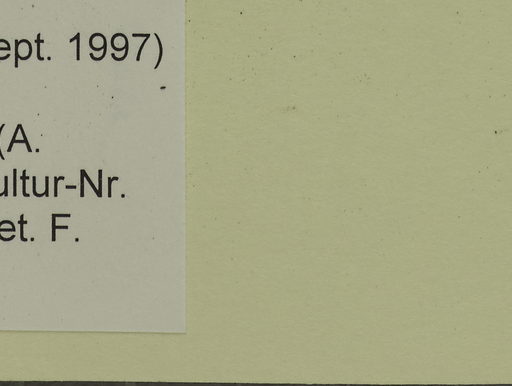 ept. 1997)
(A.
ultur-Nr.
et. F.